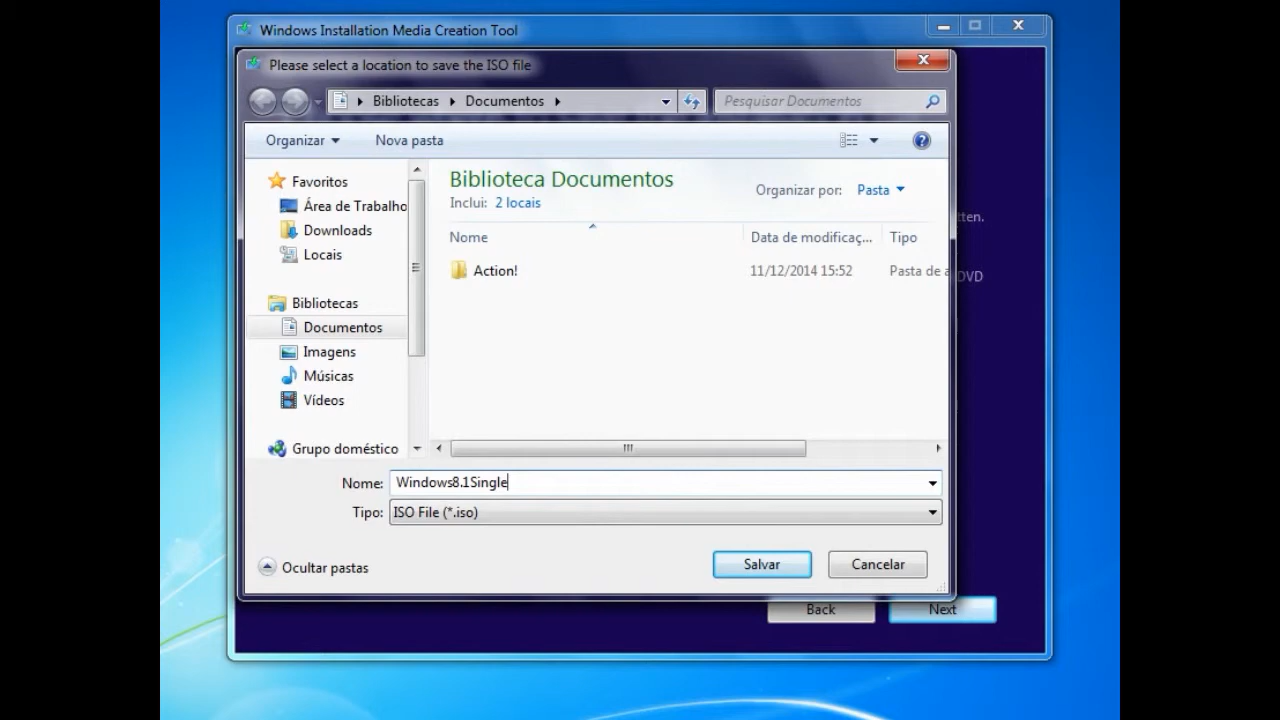 Windows Installation Media Creation Tool
Please select a location to save the ISO file
Bibliotecas Documentos
Pesquisar Documentos
Organizar Nova pasta
Favoritos
Área de Trabalho
Downloads
Locais
Bibliotecas
Documentos
Imagens
Músicas
Vídeos
Grupo doméstico
Biblioteca Documentos
Inclui: 2 locais
Organizar por: Pasta
Nome Data de modificaç... Tipo
Action! 11/12/2014 15:52 Pasta de a
tten.
DVD
Nome: Windows8.1Single
Tipo: ISO File (*.iso)
Ocultar pastas Salvar Cancelar
Back Next